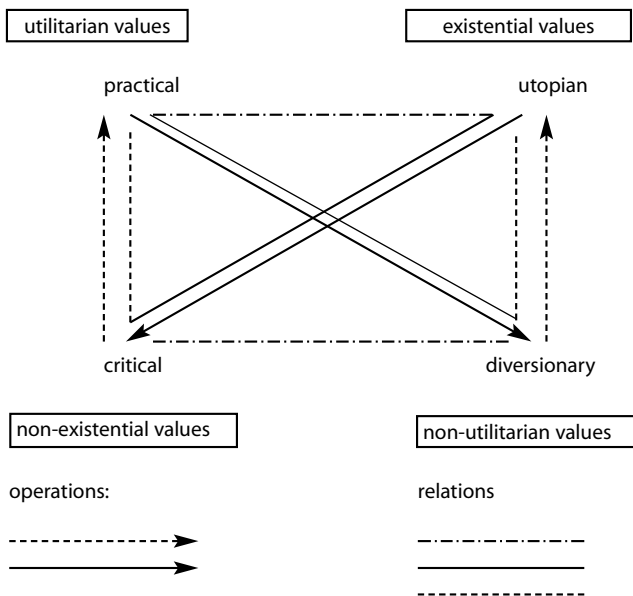 utilitarian values
existential values
practical
utopian
critical
diversionary
non-existential values
non-utilitarian values
operations:
relations